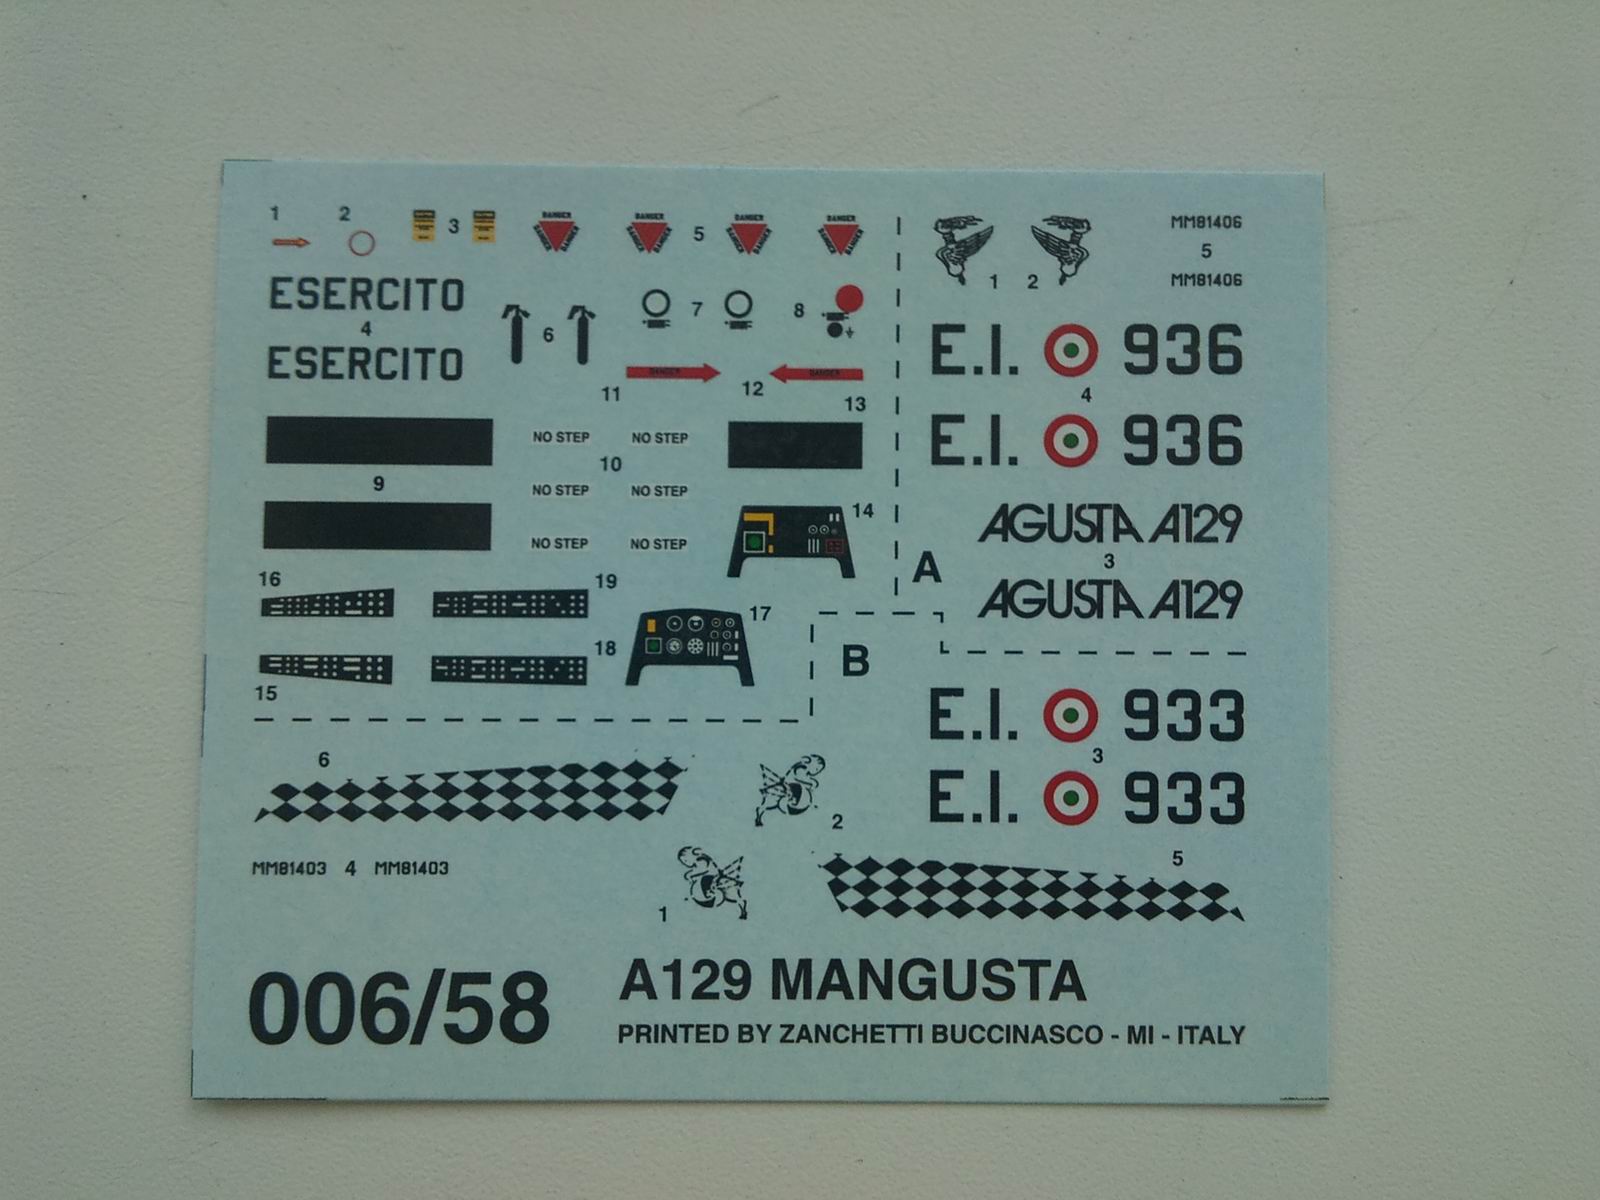 1 2 3 5
DANGER DANGER DANGER DANGER
ESERCITO
4
ESERCITO
6 7 8
DANGER DANGER
11 12 13
NO STEP NO STEP
9 10
NO STEP NO STEP
14
NO STEP NO STEP
16 19
17
18
15
A
1 2
MM81406
5
MM81406
E.I. 936
4
E.I. 936
AGUSTA A129
3
AGUSTA A129
B
E.I. 933
3
E.I. 933
6
2
5
MM81403 4 MM81403
1
006/58
A129 MANGUSTA
PRINTED BY ZANCHETTI BUCCINASCO - MI - ITALY